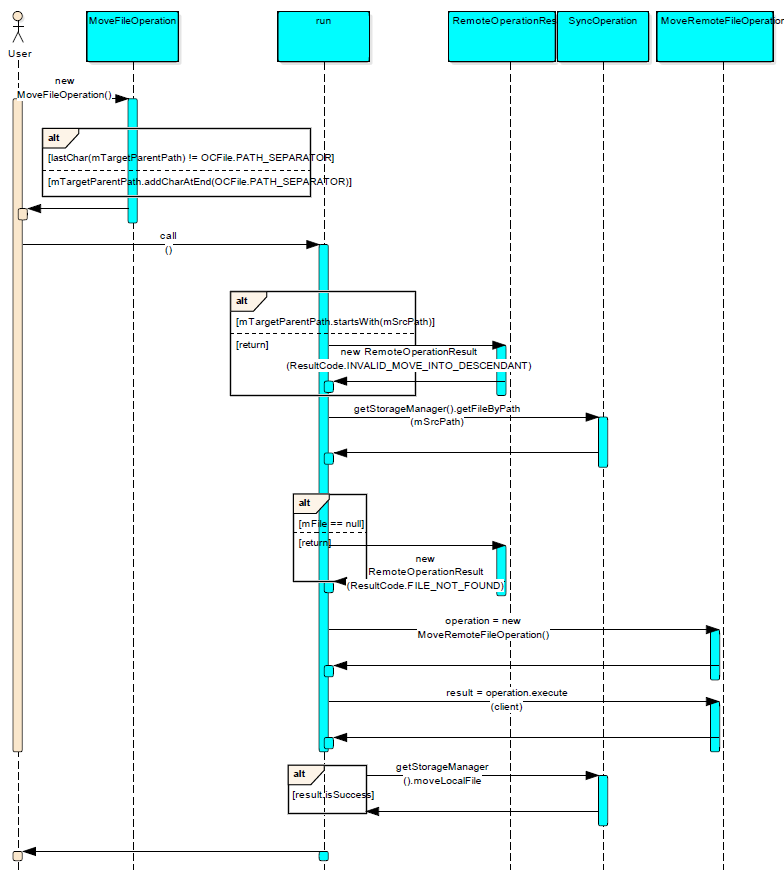 MoveFileOperation
run
RemoteOperationRes
SyncOperation
MoveRemoteFileOperation
User
new
MoveFileOperation()
alt
[lastChar(mTargetParentPath) != OCFile.PATH_SEPARATOR]
[mTargetParentPath.addCharAtEnd(OCFile.PATH_SEPARATOR)]
call
()
alt
[mTargetParentPath.startsWith(mSrcPath)]
[return]
new RemoteOperationResult
(ResultCode.INVALID_MOVE_INTO_DESCENDANT)
getStorageManager().getFileByPath
(mSrcPath)
alt
[mFile == null]
[return]
new
RemoteOperationResult
(ResultCode.FILE_NOT_FOUND)
operation = new
MoveRemoteFileOperation()
result = operation.execute
(client)
alt
getStorageManager
().moveLocalFile
[result.isSuccess]